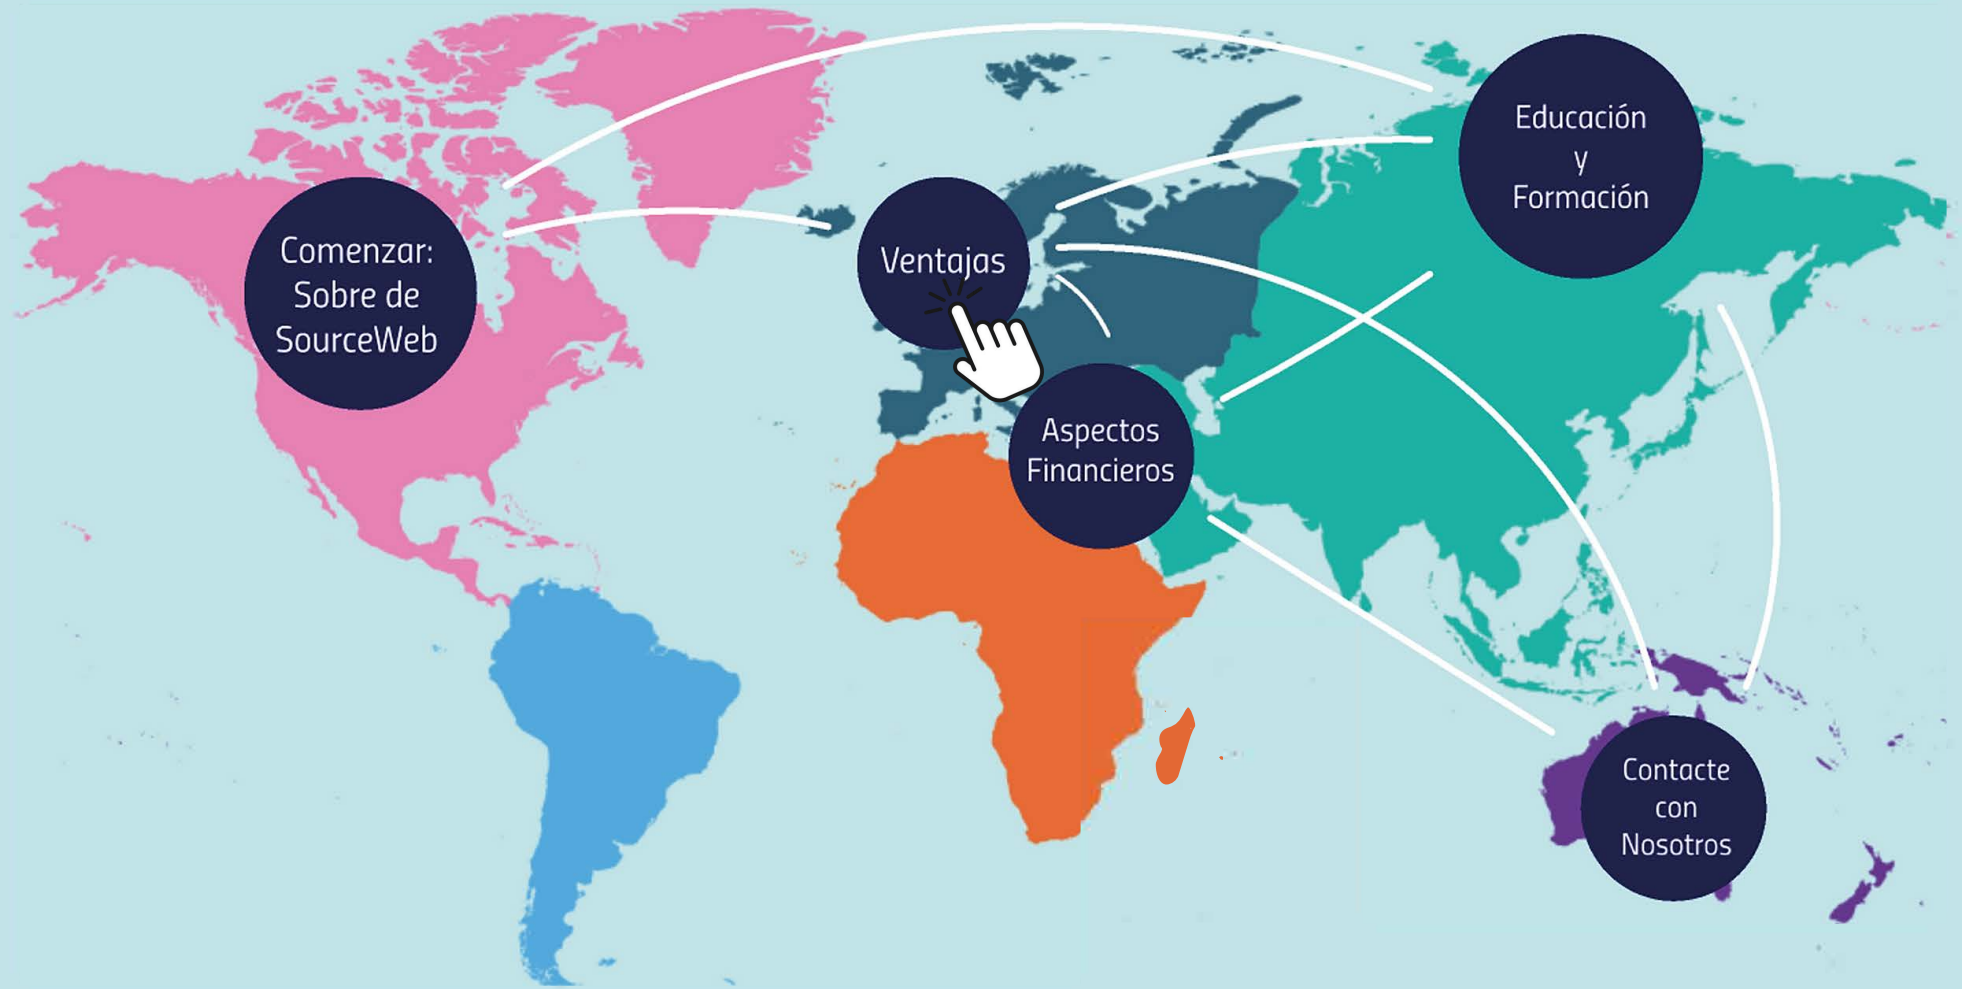 Comenzar:
Sobre de
SourceWeb
Ventajas
Aspectos
Financieros
Educación
y
Formación
Contacte
con
Nosotros